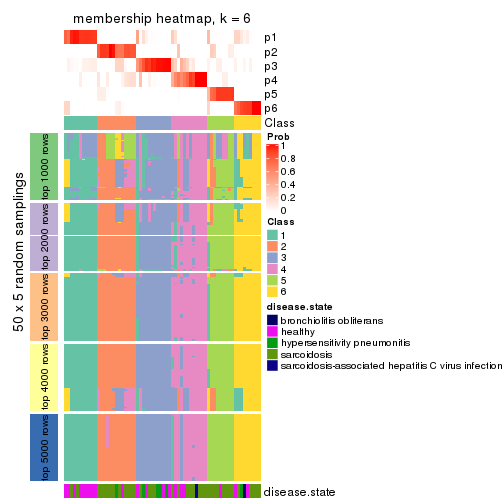 membership heatmap, k = 6
p1
p2
p3
p4
p5
p6
Class
50 x 5 random samplings
top 1000 rows
top 2000 rows
top 3000 rows
top 4000 rows
top 5000 rows
Prob
1
0.8
0.6
0.4
0.2
0
Class
1
2
3
4
5
6
disease.state
bronchiolitis obliterans
healthy
hypersensitivity pneumonitis
sarcoidosis
sarcoidosis-associated hepatitis C virus infection
disease.state